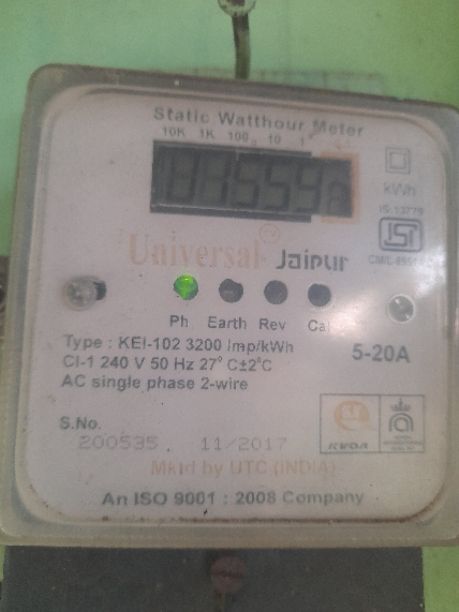 Static Watthour Meter
10K 1K 100 10 1
kWh
IS:13779
ISI
Universal Jaipur
Ph Earth Rev Cal
Type : KEI-102 3200 Imp/kWh
5-20A
Cl-1 240 V 50 Hz 27° C±2°C
AC single phase 2-wire
S.No.
200535. 11/2017
Mktd by UTC (INDIA)
An ISO 9001 : 2008 Company